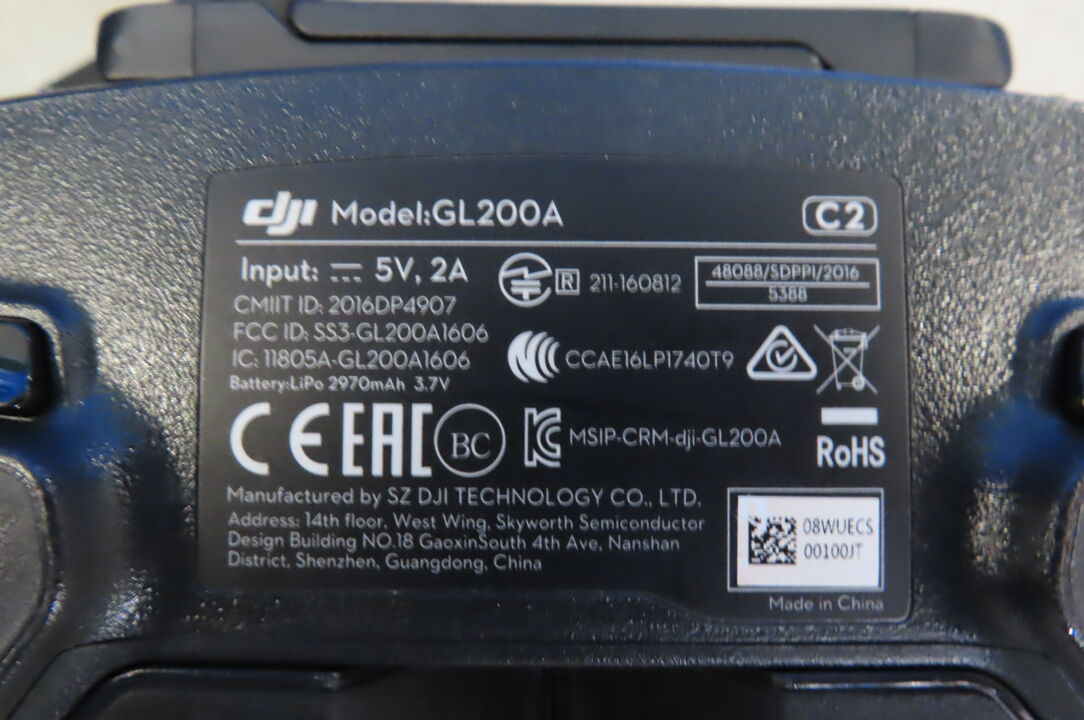 dji Model:GL200A C2
Input: 5V, 2A
R 211-160812
48088/SDPPI/2016
5388
CMIIT ID: 2016DP4907
FCC ID: SS3-GL200A1606
IC: 11805A-GL200A1606
Battery:LiPo 2970mAh 3.7V
CCAE16LP1740T9
CE EAC BC
MSIP-CRM-dji-GL200A
RoHS
Manufactured by SZ DJI TECHNOLOGY CO., LTD.
Address: 14th floor, West Wing, Skyworth Semiconductor
Design Building NO.18 GaoxinSouth 4th Ave, Nanshan
District, Shenzhen, Guangdong, China
08WUECS
00100JT
Made in China